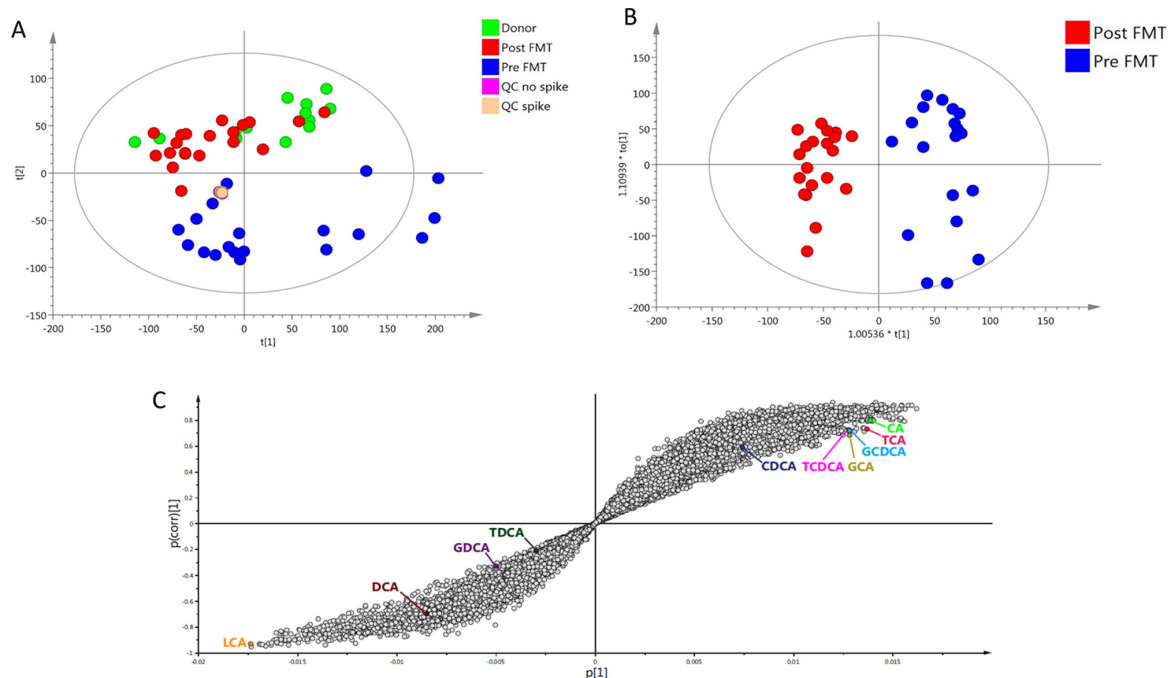 A
Donor
Post FMT
Pre FMT
QC no spike
QC spike
t[2]
100
50
0
-50
-100
-150
-200 -150 -100 -50 0 50 100 150 200
t[1]
B
Post FMT
Pre FMT
1.10939 * to[1]
200
150
100
50
0
-50
-100
-150
-200
-200 -150 -100 -50 0 50 100 150
1.00536 * t[1]
C
p(corr)[1]
0.8
0.6
0.4
0.2
0
-0.2
-0.4
-0.6
-0.8
-1
CA
TCA
GCDCA
CDCA
TCDCA
GCA
TDCA
GDCA
DCA
LCA
-0.02 -0.015 -0.01 -0.005 0 0.005 0.01 0.015
p[1]